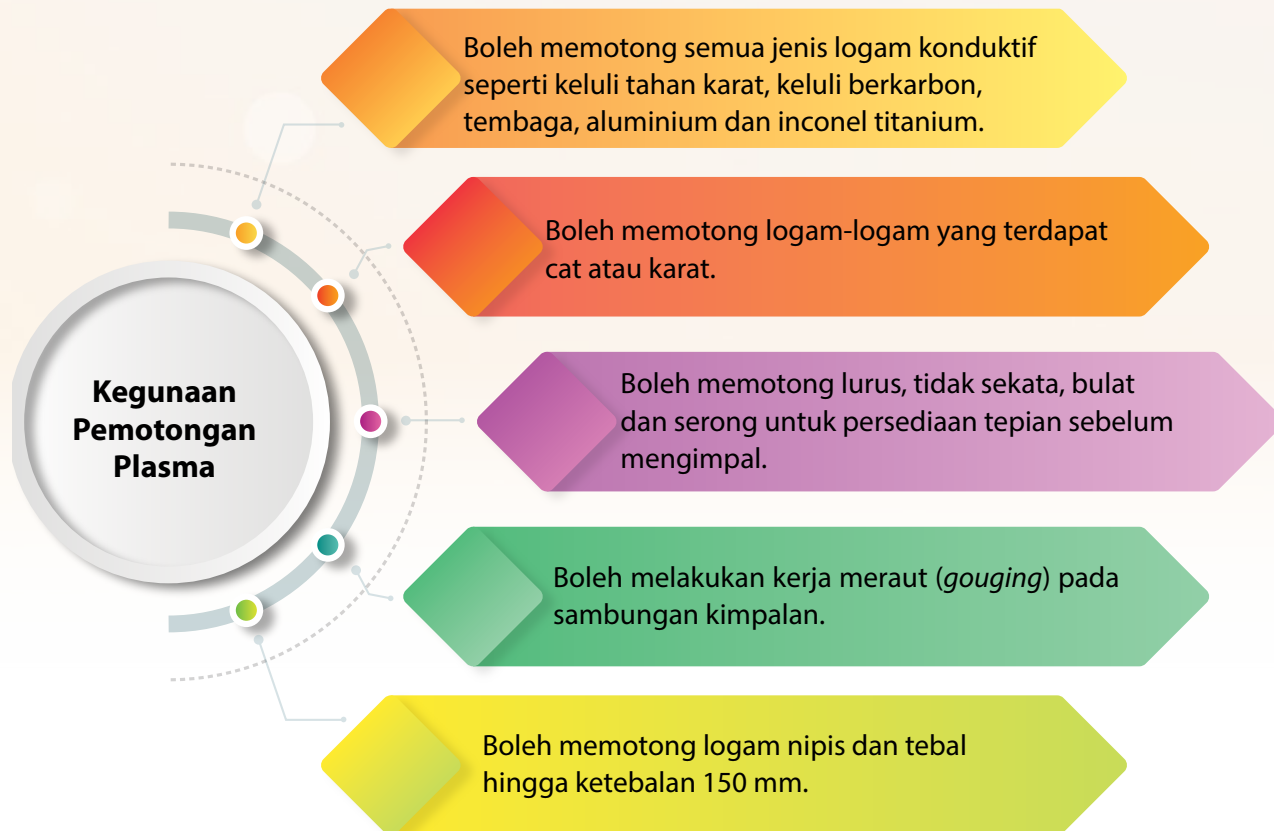 Boleh memotong semua jenis logam konduktif
seperti keluli tahan karat, keluli berkarbon,
tembaga, aluminium dan inconel titanium.
Boleh memotong logam-logam yang terdapat
cat atau karat.
Kegunaan
Pemotongan
Plasma
Boleh memotong lurus, tidak sekata, bulat
dan serong untuk persediaan tepian sebelum
mengimpal.
Boleh melakukan kerja meraut (gouging) pada
sambungan kimpalan.
Boleh memotong logam nipis dan tebal
hingga ketebalan 150 mm.